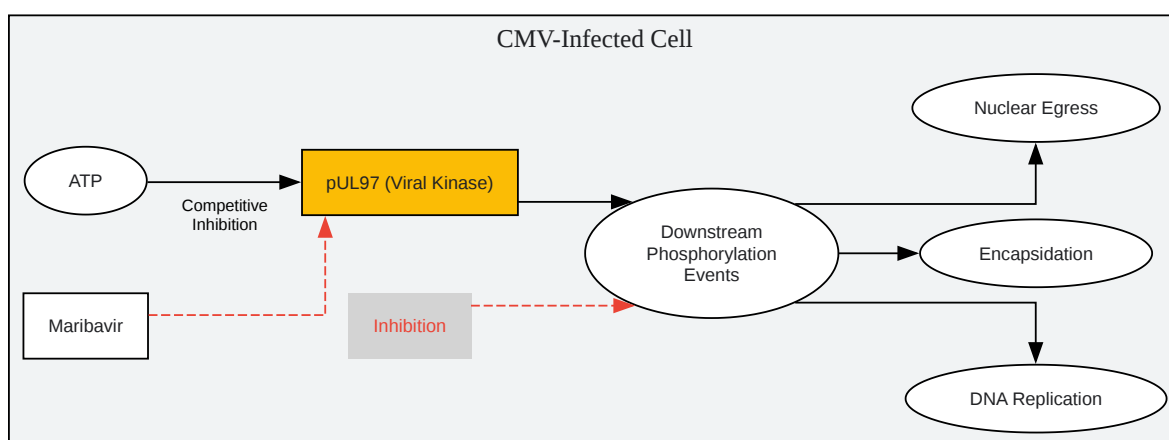 CMV-Infected Cell
Nuclear Egress
ATP
pUL97 (Viral Kinase)
Competitive
Inhibition
Downstream
Phosphorylation
Events
Encapsidation
Maribavir
Inhibition
DNA Replication